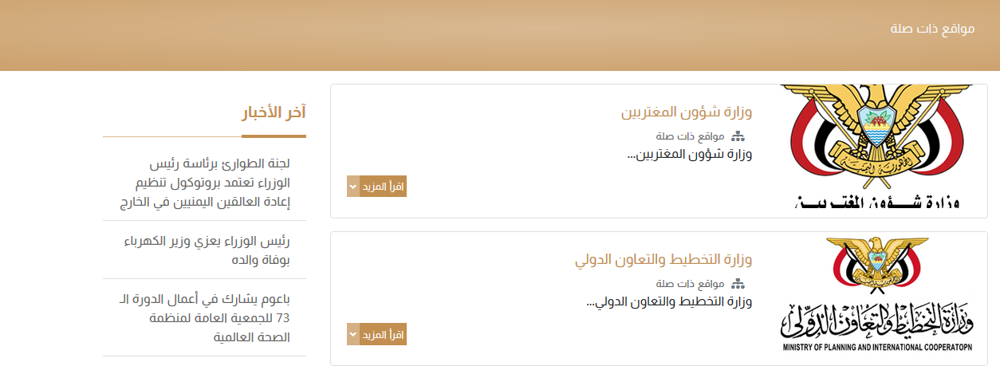 مواقع ذات صلة
وزارة شؤون المغتربين
وزارة شؤون المغتربين
مواقع ذات صلة
وزارة شؤون المغتربين...
اقرأ المزيد
وزارة التخطيط والتعاون الدولي
MINISTRY OF PLANNING AND INTERNATIONAL COOPERATOPN
وزارة التخطيط والتعاون الدولي
مواقع ذات صلة
وزارة التخطيط والتعاون الدولي...
اقرأ المزيد
آخر الأخبار
لجنة الطوارئ برئاسة رئيس
الوزراء تعتمد بروتوكول تنظيم
إعادة العالقين اليمنيين في الخارج
رئيس الوزراء يعزي وزير الكهرباء
بوفاة والده
باعوم يشارك في أعمال الدورة الـ
73 للجمعية العامة لمنظمة
الصحة العالمية